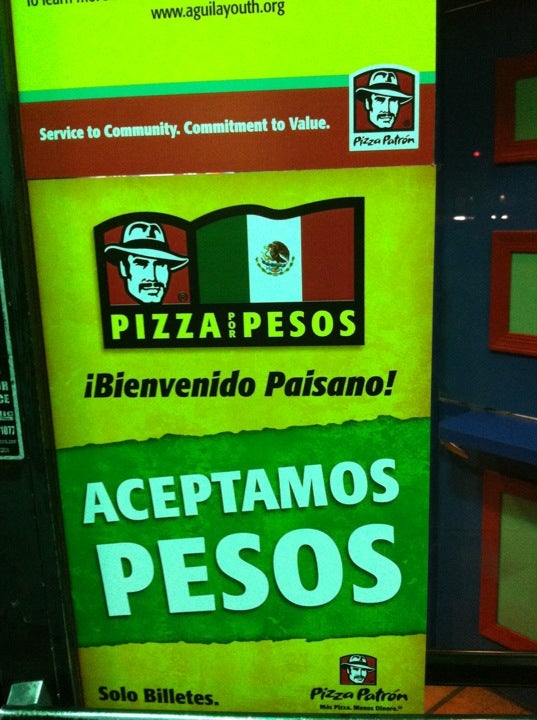 www.aguilayouth.org
Service to Community. Commitment to Value.
Pizza Patrón
PIZZA POR PESOS
¡Bienvenido Paisano!
ACEPTAMOS
PESOS
Solo Billetes.
Pizza Patrón
Más Pizza. Menos Dinero.